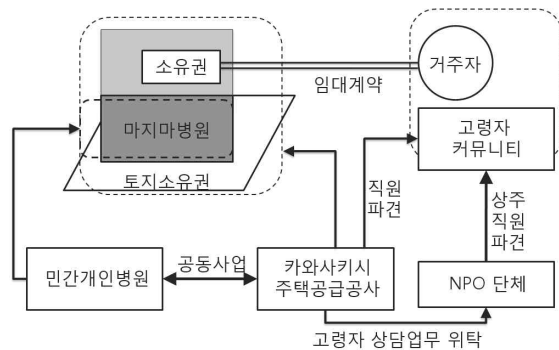 소유권
거주자
임대계약
마지마병원
고령자
커뮤니티
토지소유권
직원
파견
상주
직원
파견
민간개인병원
공동사업
카와사키시
주택공급공사
NPO 단체
고령자 상담업무 위탁